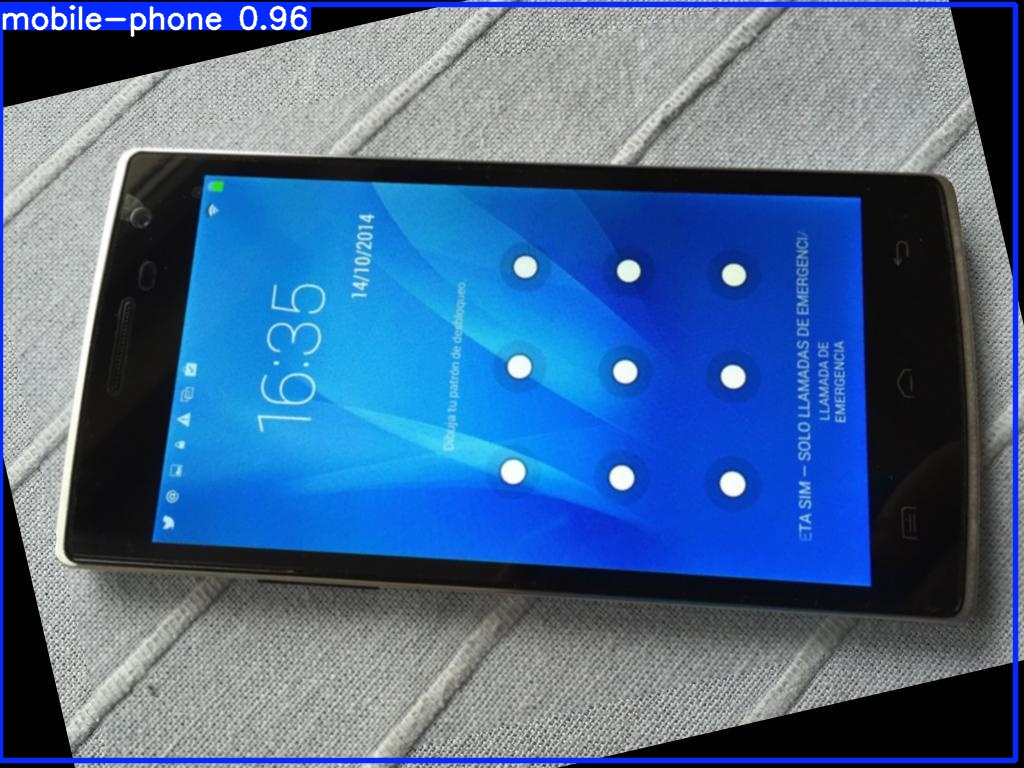 mobile-phone 0.96
16:35
14/10/2014
Dibuja tu patrón de desbloqueo.
ETA SIM — SOLO LLAMADAS DE EMERGENCI
LLAMADA DE
EMERGENCIA